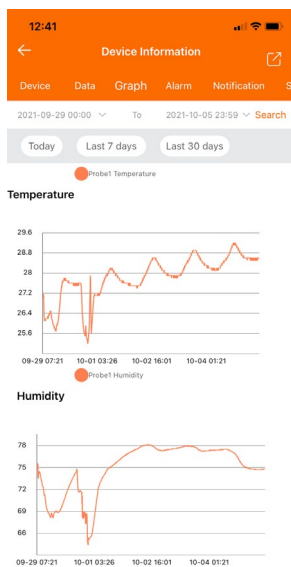 12:41
Device Information
Device Data Graph Alarm Notification S
2021-09-29 00:00 To 2021-10-05 23:59 Search
Today Last 7 days Last 30 days
Probe1 Temperature
Temperature
29.6
28.8
28
27.2
26.4
25.6
09-29 07:21 10-01 03:26 10-02 16:01 10-04 01:21
Probe1 Humidity
Humidity
78
75
72
69
66
09-29 07:21 10-01 03:26 10-02 16:01 10-04 01:21